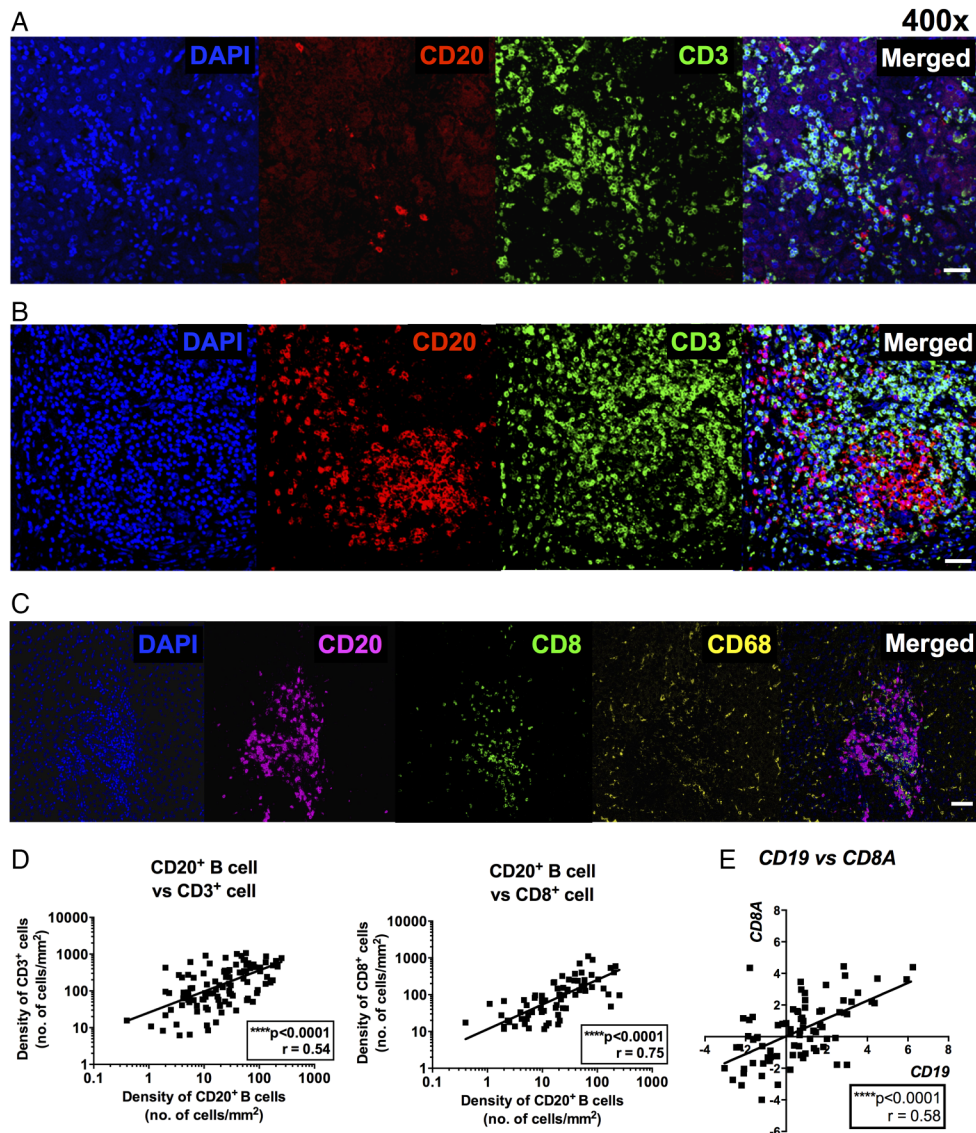 A
400x
DAPI
CD20
CD3
Merged
B
DAPI
CD20
CD3
Merged
C
DAPI
CD20
CD8
CD68
Merged
D
CD20⁺ B cell
vs CD3⁺ cell
Density of CD3⁺ cells
(no. of cells/mm²)
10000
1000
100
10
1
0.1
1
10
100
1000
****p<0.0001
r = 0.54
Density of CD20⁺ B cells
(no. of cells/mm²)
CD20⁺ B cell
vs CD8⁺ cell
Density of CD8⁺ cells
(no. of cells/mm²)
10000
1000
100
10
1
0.1
1
10
100
1000
****p<0.0001
r = 0.75
Density of CD20⁺ B cells
(no. of cells/mm²)
E
CD19 vs CD8A
CD8A
8
6
4
2
-2
-4
-6
-4
-2
2
4
6
8
CD19
****p<0.0001
r = 0.58